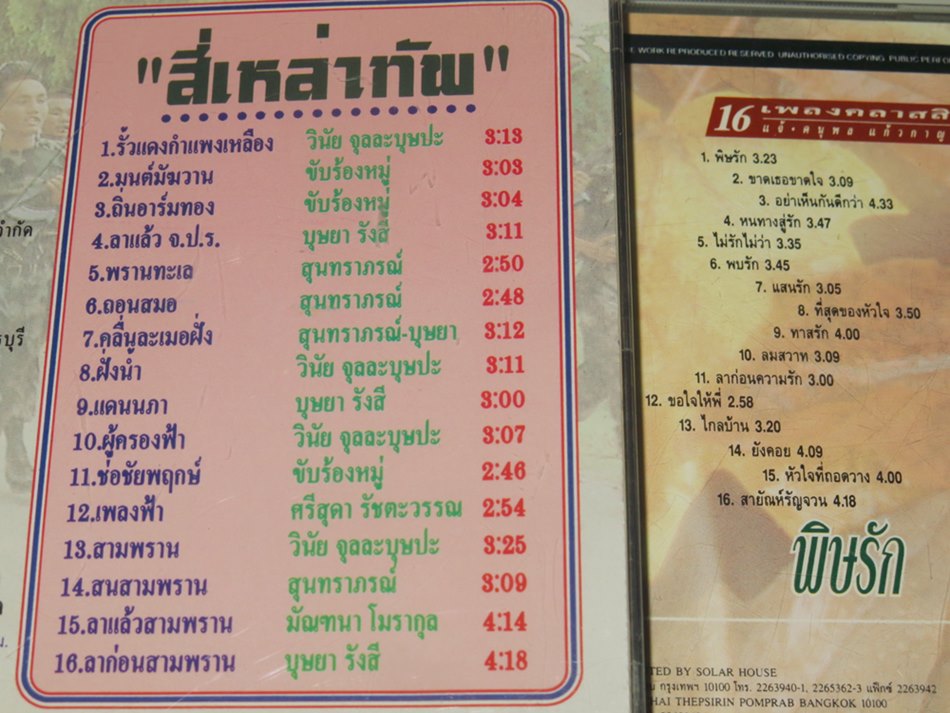 "สี่เหล่าทัพ"
1.รั้วแดงกำแพงเหลือง วินัย จุลละบุษปะ 3:13
2.มนต์มัฆวาน ขับร้องหมู่ 3:03
3.ถิ่นอาร์มทอง ขับร้องหมู่ 3:04
4.ลาแล้ว จ.ป.ร. บุษยา รังสี 3:11
5.พรานทะเล สุนทราภรณ์ 2:50
6.ถอนสมอ สุนทราภรณ์ 2:48
7.คลื่นละเมอฝั่ง สุนทราภรณ์-บุษยา 3:12
8.ฝั่งน้ำ วินัย จุลละบุษปะ 3:11
9.แดนนภา บุษยา รังสี 3:00
10.ผู้ครองฟ้า วินัย จุลละบุษปะ 3:07
11.ช่อชัยพฤกษ์ ขับร้องหมู่ 2:46
12.เพลงฟ้า ศรีสุดา รัชตะวรรณ 2:54
13.สามพราน วินัย จุลละบุษปะ 3:25
14.สนสามพราน สุนทราภรณ์ 3:09
15.ลาแล้วสามพราน มัณฑนา โมรากุล 4:14
16.ลาก่อนสามพราน บุษยา รังสี 4:18
WORK REPRODUCED RESERVED UNAUTHORISED COPYING PUBLIC
16 เพลงคลาสสิ
แจ้•ดนุพล แก้วกาญ
1. พิษรัก 3.23
2. ขาดเธอขาดใจ 3.09
3. อย่าเห็นกันดีกว่า 4.33
4. หนทางสู่รัก 3.47
5. ไม่รักไม่ว่า 3.35
6. พบรัก 3.45
7. แสนรัก 3.05
8. ที่สุดของหัวใจ 3.50
9. ทาสรัก 4.00
10. ลมสวาท 3.09
11. ลาก่อนความรัก 3.00
12. ขอใจให้พี่ 2.58
13. ไกลบ้าน 3.20
14. ยังคอย 4.09
15. หัวใจที่ถอดวาง 4.00
16. สายัณห์รัญจวน 4.18
พิษรัก
TED BY SOLAR HOUSE
กรุงเทพฯ 10100 โทร. 2263940-1, 2265362-3 แฟ็กซ์ 2263942
HAI THEPSIRIN POMPRAB BANGKOK 10100